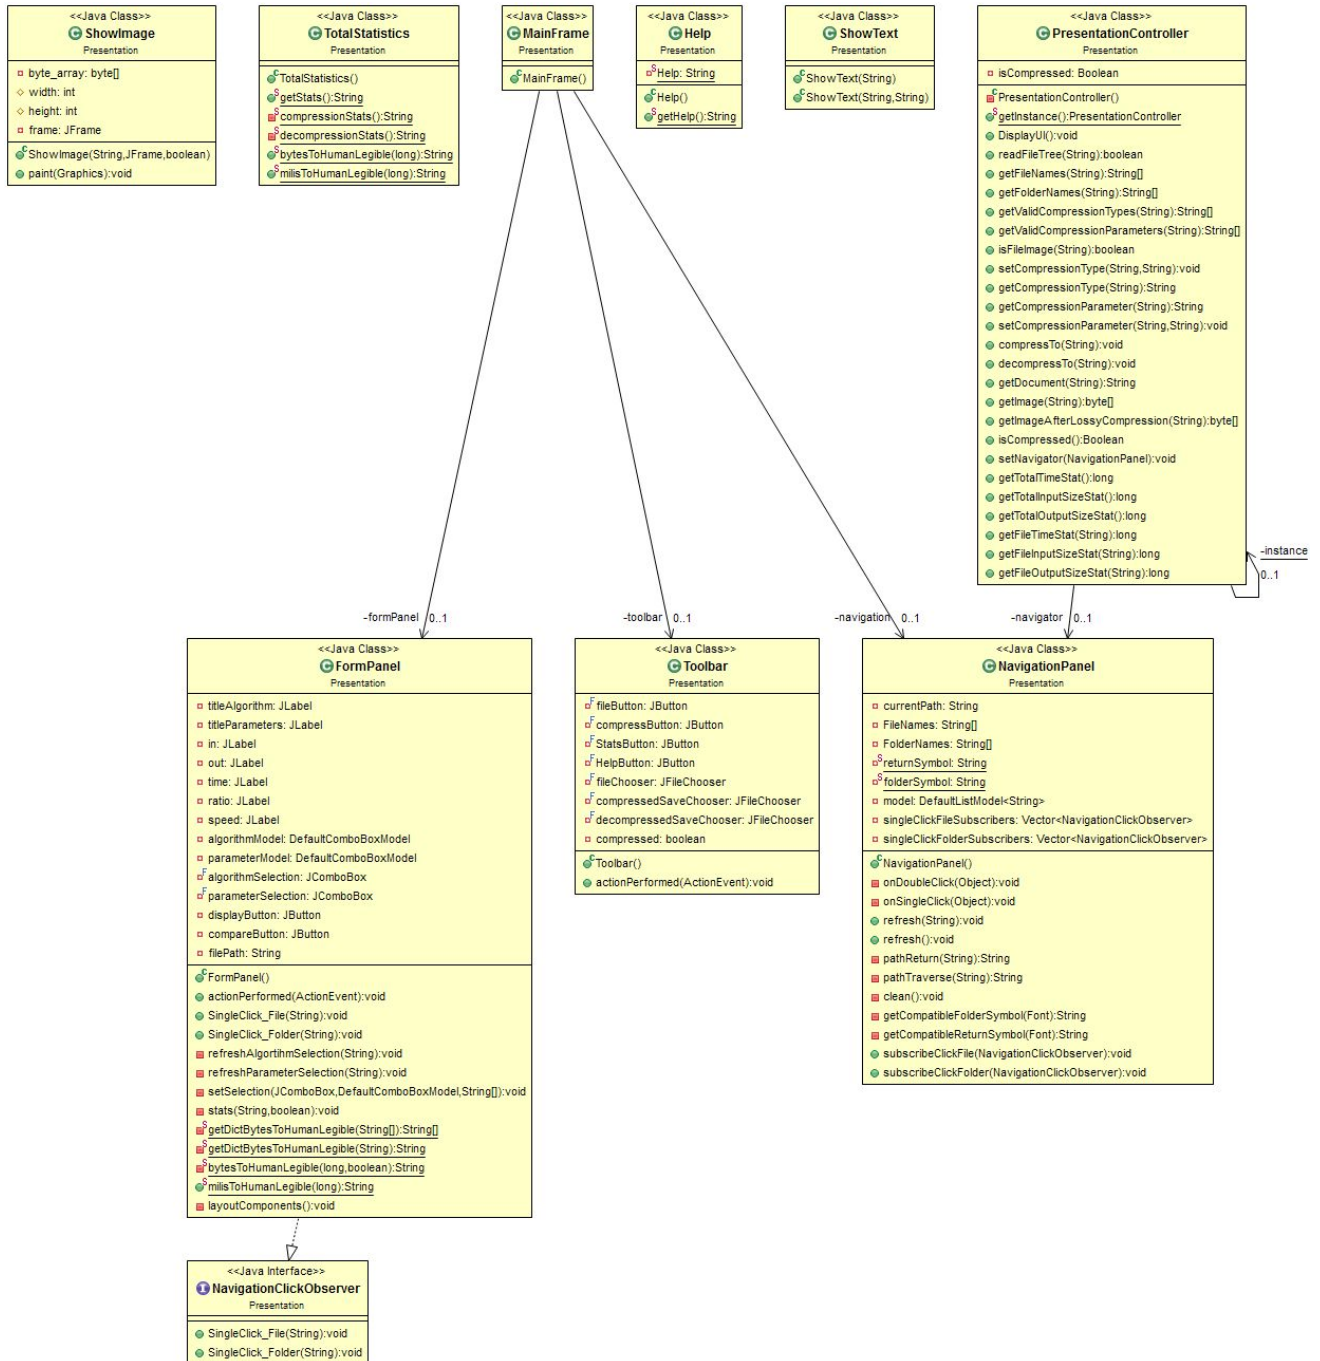 <<Java Class>>
ShowImage
Presentation
byte_array: byte[]
width: int
height: int
frame: JFrame
ShowImage(String,JFrame,boolean)
paint(Graphics):void
<<Java Class>>
TotalStatistics
Presentation
TotalStatistics()
getStats():String
compressionStats():String
decompressionStats():String
bytesToHumanLegible(long):String
milisToHumanLegible(long):String
<<Java Class>>
MainFrame
Presentation
MainFrame()
<<Java Class>>
Help
Presentation
Help: String
Help()
getHelp():String
<<Java Class>>
ShowText
Presentation
ShowText(String)
ShowText(String,String)
<<Java Class>>
PresentationController
Presentation
isCompressed: Boolean
PresentationController()
getInstance():PresentationController
DisplayUI():void
readFileTree(String):boolean
getFileNames(String):String[]
getFolderNames(String):String[]
getValidCompressionTypes(String):String[]
getValidCompressionParameters(String):String[]
isFileImage(String):boolean
setCompressionType(String,String):void
getCompressionType(String):String
getCompressionParameter(String):String
setCompressionParameter(String,String):void
compressTo(String):void
decompressTo(String):void
getDocument(String):String
getImage(String):byte[]
getImageAfterLossyCompression(String):byte[]
isCompressed():Boolean
setNavigator(NavigationPanel):void
getTotalTimeStat():long
getTotalInputSizeStat():long
getTotalOutputSizeStat():long
getFileTimeStat(String):long
getFileInputSizeStat(String):long
getFileOutputSizeStat(String):long
-instance
0..1
-formPanel 0..1
-toolbar 0..1
-navigation 0..1
-navigator 0..1
<<Java Class>>
FormPanel
Presentation
titleAlgorithm: JLabel
titleParameters: JLabel
in: JLabel
out: JLabel
time: JLabel
ratio: JLabel
speed: JLabel
algorithmModel: DefaultComboBoxModel
parameterModel: DefaultComboBoxModel
algorithmSelection: JComboBox
parameterSelection: JComboBox
displayButton: JButton
compareButton: JButton
filePath: String
FormPanel()
actionPerformed(ActionEvent):void
SingleClick_File(String):void
SingleClick_Folder(String):void
refreshAlgortihmSelection(String):void
refreshParameterSelection(String):void
setSelection(JComboBox,DefaultComboBoxModel,String[]):void
stats(String,boolean):void
getDictBytesToHumanLegible(String[]):String[]
getDictBytesToHumanLegible(String):String
bytesToHumanLegible(long,boolean):String
milisToHumanLegible(long):String
layoutComponents():void
<<Java Class>>
Toolbar
Presentation
fileButton: JButton
compressButton: JButton
StatsButton: JButton
HelpButton: JButton
fileChooser: JFileChooser
compressedSaveChooser: JFileChooser
decompressedSaveChooser: JFileChooser
compressed: boolean
Toolbar()
actionPerformed(ActionEvent):void
<<Java Class>>
NavigationPanel
Presentation
currentPath: String
FileNames: String[]
FolderNames: String[]
returnSymbol: String
folderSymbol: String
model: DefaultListModel<String>
singleClickFileSubscribers: Vector<NavigationClickObserver>
singleClickFolderSubscribers: Vector<NavigationClickObserver>
NavigationPanel()
onDoubleClick(Object):void
onSingleClick(Object):void
refresh(String):void
refresh():void
pathReturn(String):String
pathTraverse(String):String
clean():void
getCompatibleFolderSymbol(Font):String
getCompatibleReturnSymbol(Font):String
subscribeClickFile(NavigationClickObserver):void
subscribeClickFolder(NavigationClickObserver):void
<<Java Interface>>
NavigationClickObserver
Presentation
SingleClick_File(String):void
SingleClick_Folder(String):void